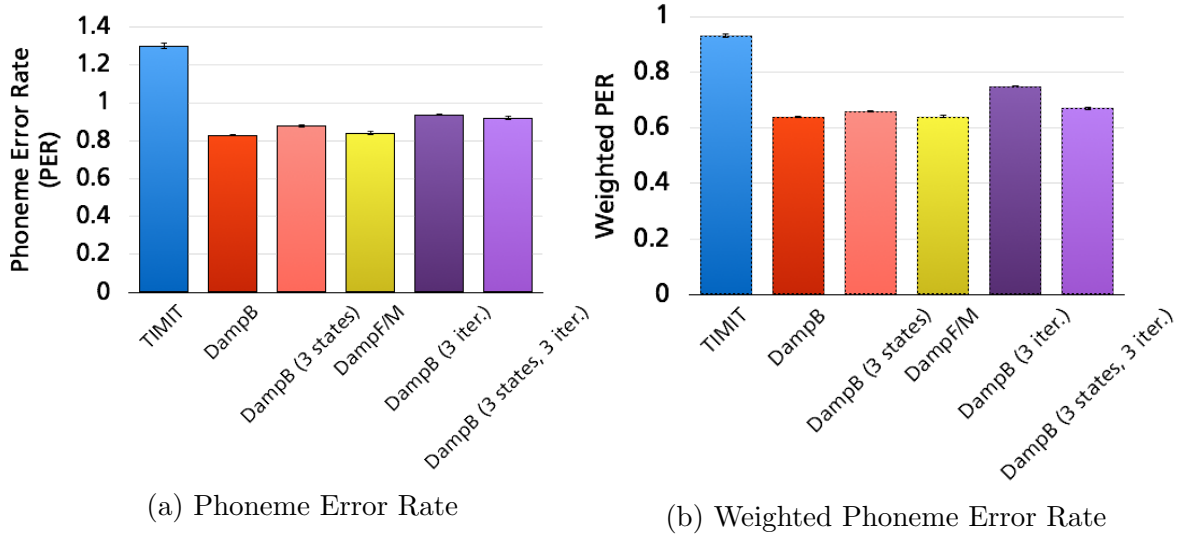 Phoneme Error Rate
(PER)
1.4
1.2
1
0.8
0.6
0.4
0.2
0
TIMIT
DampB
DampB (3 states)
DampF/M
DampB (3 iter.)
DampB (3 states, 3 iter.)
(a) Phoneme Error Rate
Weighted PER
1
0.8
0.6
0.4
0.2
0
TIMIT
DampB
DampB (3 states)
DampF/M
DampB (3 iter.)
DampB (3 states, 3 iter.)
(b) Weighted Phoneme Error Rate